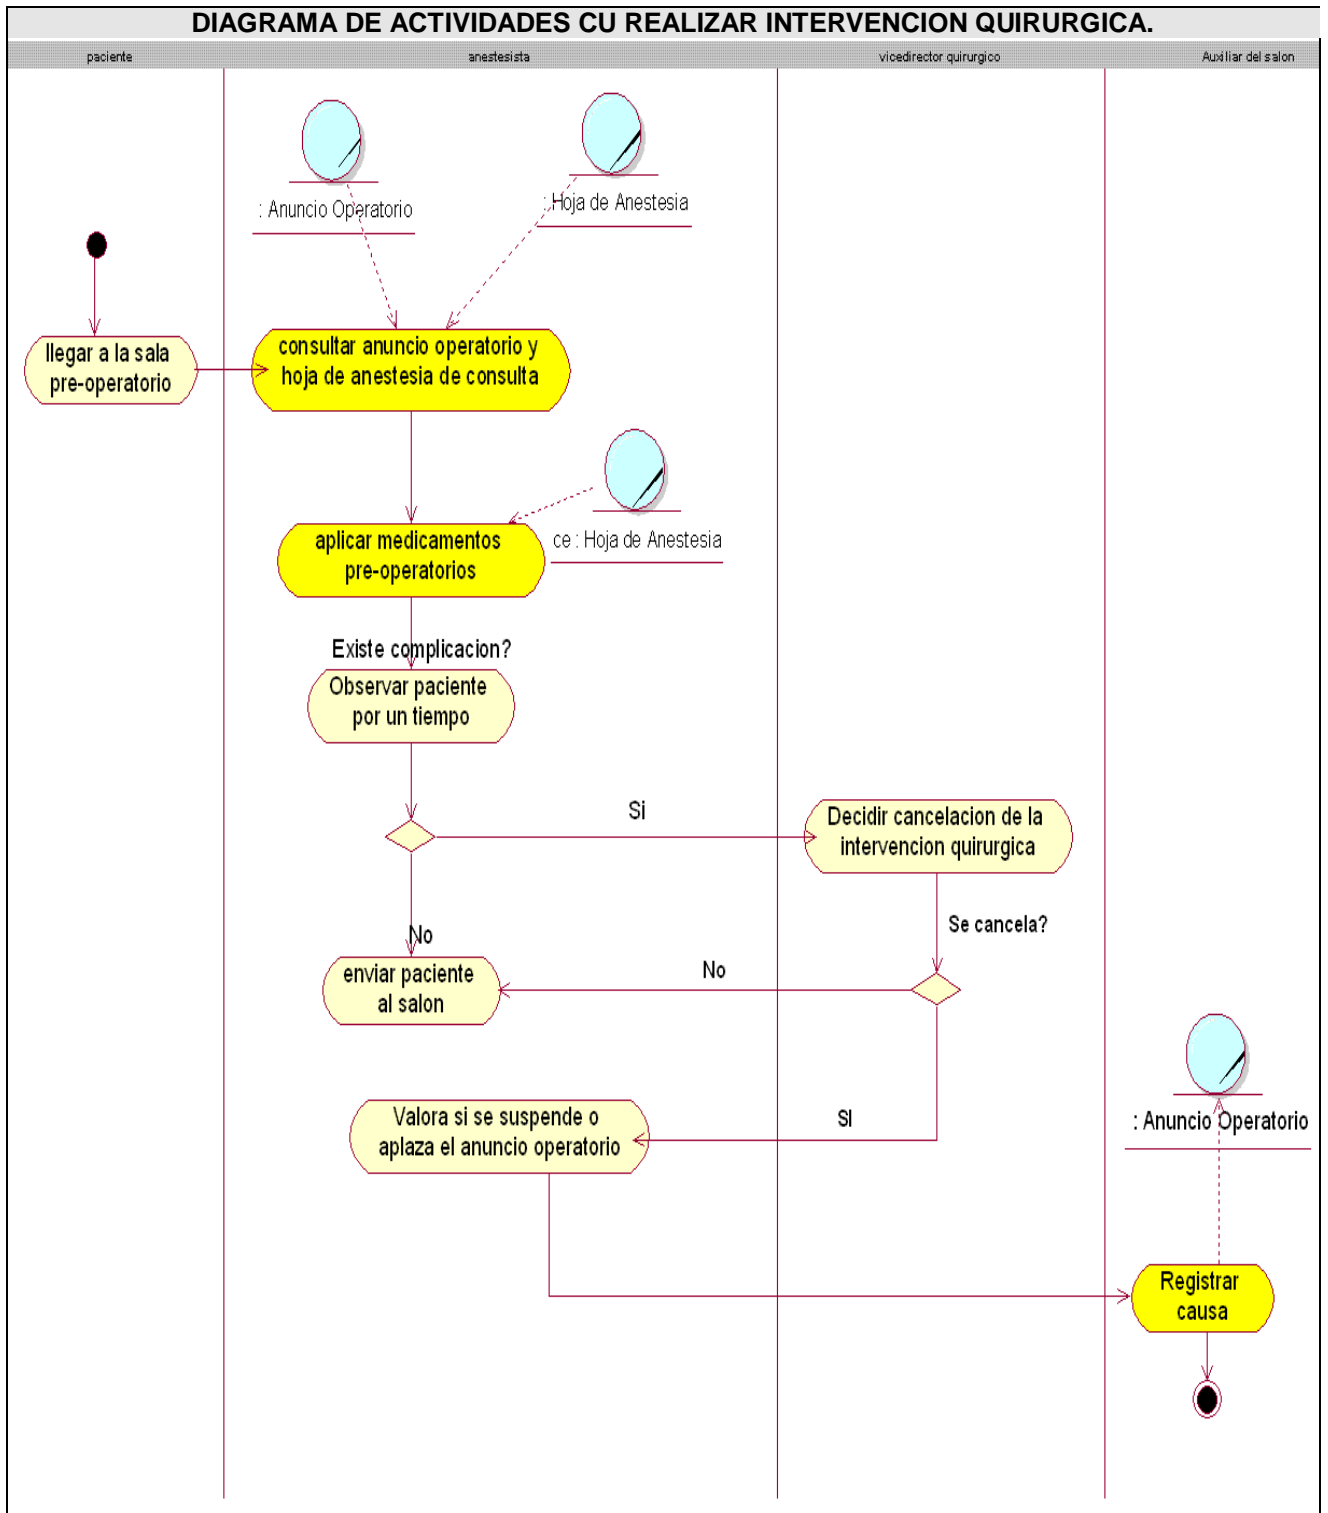 DIAGRAMA DE ACTIVIDADES CU REALIZAR INTERVENCION QUIRURGICA.
paciente
anestesista
vicedirector quirurgico
Auxiliar del salon
: Anuncio Operatorio
: Hoja de Anestesia
llegar a la sala
pre-operatorio
consultar anuncio operatorio y
hoja de anestesia de consulta
aplicar medicamentos
pre-operatorios
ce : Hoja de Anestesia
Existe complicacion?
Observar paciente
por un tiempo
Si
Decidir cancelacion de la
intervencion quirurgica
No
Se cancela?
enviar paciente
al salon
No
Valora si se suspende o
aplaza el anuncio operatorio
SI
: Anuncio Operatorio
Registrar
causa